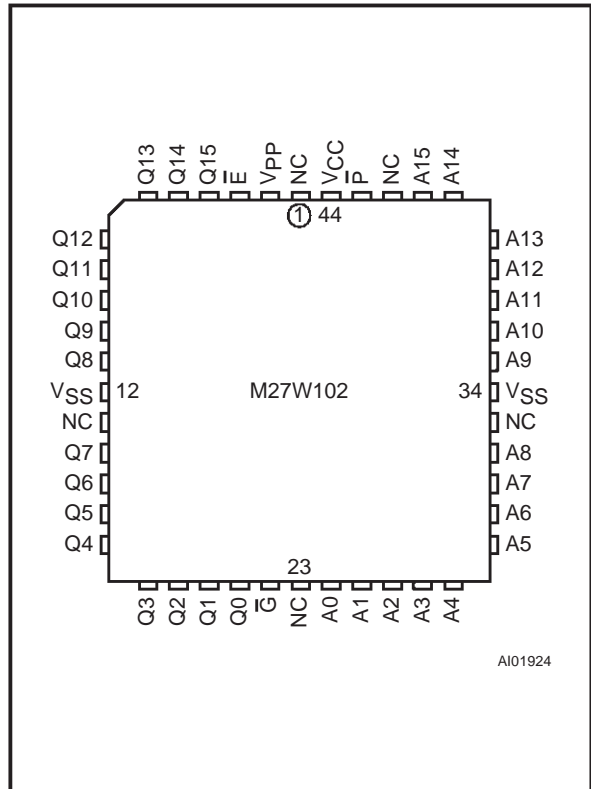 Q13
Q14
Q15
E̅
VPP
NC
VCC
P̅
NC
A15
A14
1 44
Q12
Q11
Q10
Q9
Q8
VSS 12
NC
Q7
Q6
Q5
Q4
M27W102
A13
A12
A11
A10
A9
34 VSS
NC
A8
A7
A6
A5
23
Q3
Q2
Q1
Q0
G̅
NC
A0
A1
A2
A3
A4
AI01924